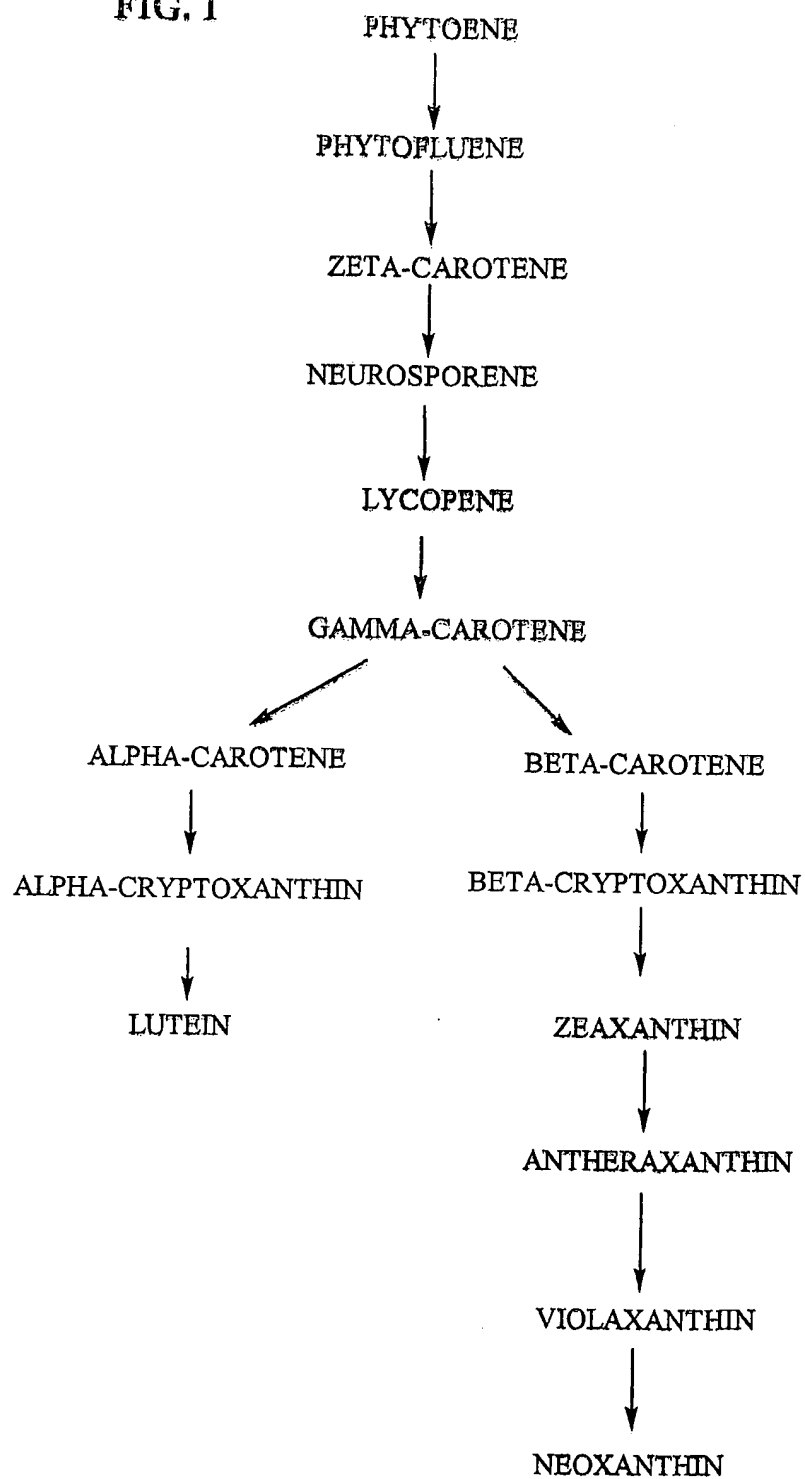 FIG. 1
PHYTOENE
PHYTOFLUENE
ZETA-CAROTENE
NEUROSPORENE
LYCOPENE
GAMMA-CAROTENE
ALPHA-CAROTENE
BETA-CAROTENE
ALPHA-CRYPTOXANTHIN
BETA-CRYPTOXANTHIN
LUTEIN
ZEAXANTHIN
ANTHERAXANTHIN
VIOLAXANTHIN
NEOXANTHIN